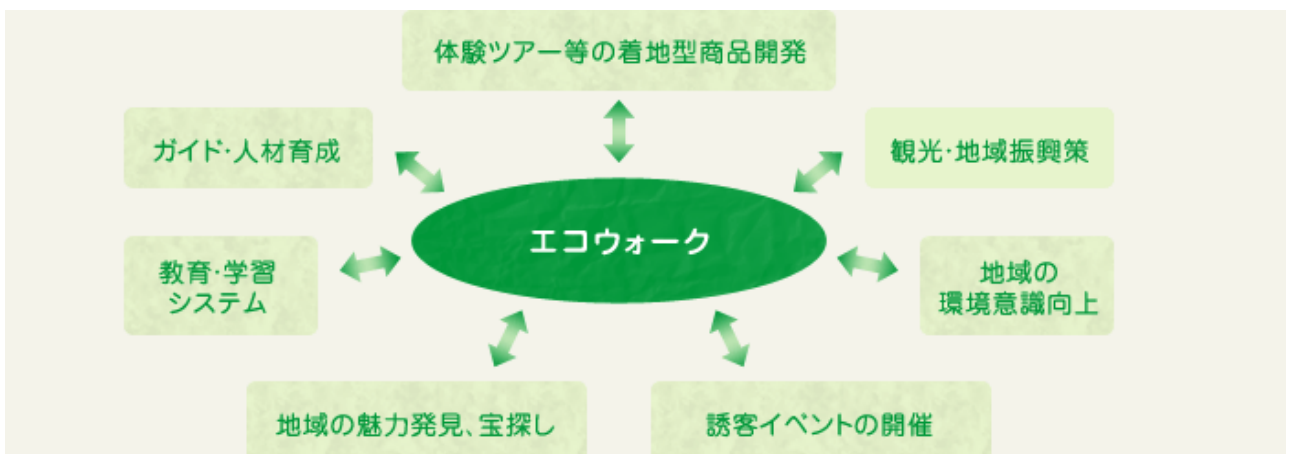 体験ツアー等の着地型商品開発
ガイド・人材育成
観光・地域振興策
エコウォーク
教育・学習
システム
地域の
環境意識向上
地域の魅力発見、宝探し
誘客イベントの開催